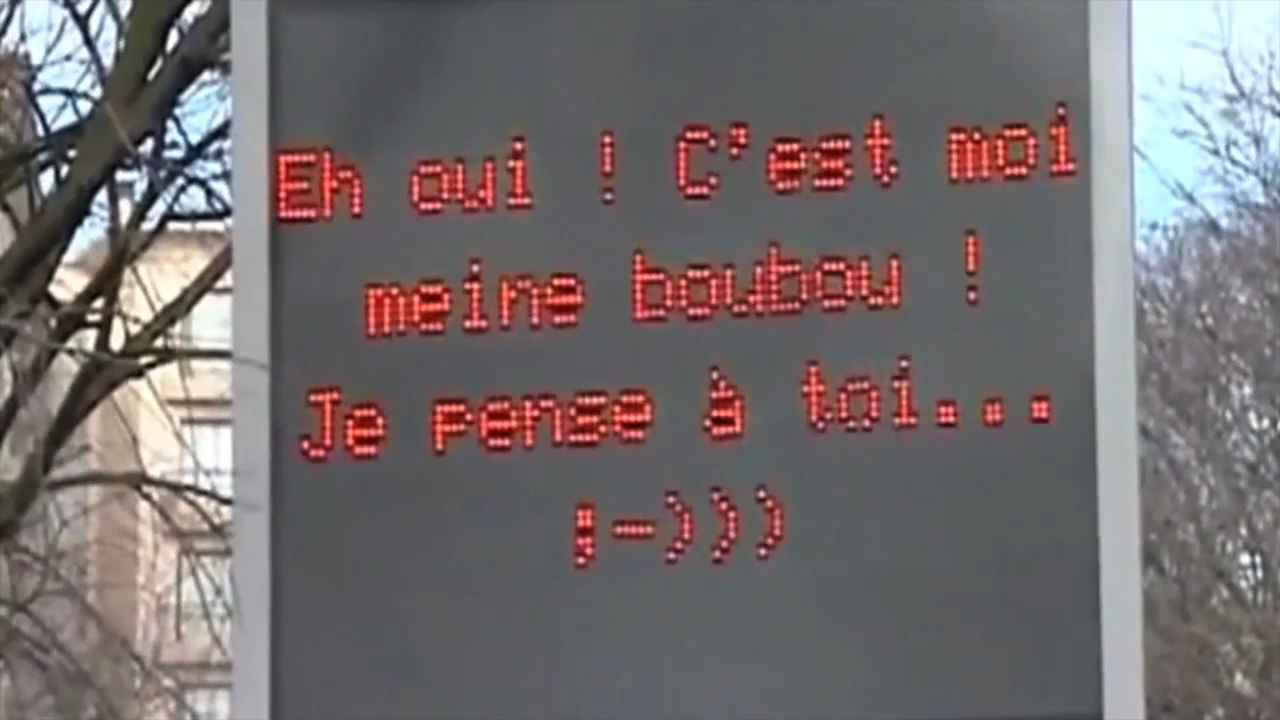 Eh oui ! C'est moi
meine boubou !
Je pense à toi...
;-)))